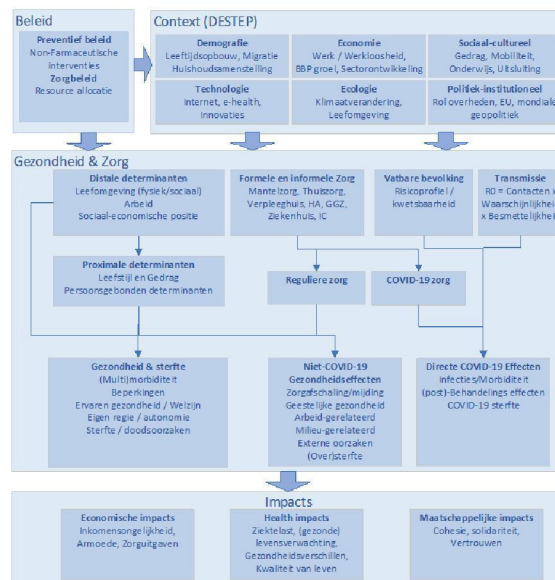 Beleid
Preventief beleid
Non-Farmaceutische
interventies
Zorgbeleid
Resource allocatie
Context (DESTEP)
Demografie
Leeftijdsopbouw, Migratie
Huishoudsamenstelling
Economie
Werk / Werkloosheid,
BBP groei, Sectorontwikkeling
Sociaal-cultureel
Gedrag, Mobiliteit,
Onderwijs, Uitsluiting
Technologie
Internet, e-health,
Innovaties
Ecologie
Klimaatverandering,
Leefomgeving
Politiek-institutioneel
Rol overheden, EU, mondiale
geopolitiek
Gezondheid & Zorg
Distale determinanten
Leefomgeving (fysiek/sociaal)
Arbeid
Sociaal-economische positie
Formele en informele Zorg
Mantelzorg, Thuiszorg,
Verpleeghuis, HA, GGZ,
Ziekenhuis, IC
Vatbare bevolking
Risicoprofiel /
kwetsbaarheid
Transmissie
R0 = Contacten x
Waarschijnlijkheid
x Besmettelijkheid
Proximale determinanten
Leefstijl en Gedrag
Persoonsgebonden determinanten
Reguliere zorg
COVID-19 zorg
Gezondheid & sterfte
(Multi)morbiditeit
Beperkingen
Ervaren gezondheid / Welzijn
Eigen regie / autonomie
Sterfte / doodsoorzaken
Niet-COVID-19
Gezondheidseffecten
Zorgafschaling/mijding
Geestelijke gezondheid
Arbeid-gerelateerd
Milieu-gerelateerd
Externe oorzaken
(Over)sterfte
Directe COVID-19 Effecten
Infecties/Morbiditeit
(post)-Behandelings effecten
COVID-19 sterfte
Impacts
Economische impacts
Inkomensongelijkheid,
Armoede, Zorguitgaven
Health impacts
Ziektelast, (gezonde)
levensverwachting,
Gezondheidsverschillen,
Kwaliteit van leven
Maatschappelijke impacts
Cohesie, solidariteit,
Vertrouwen